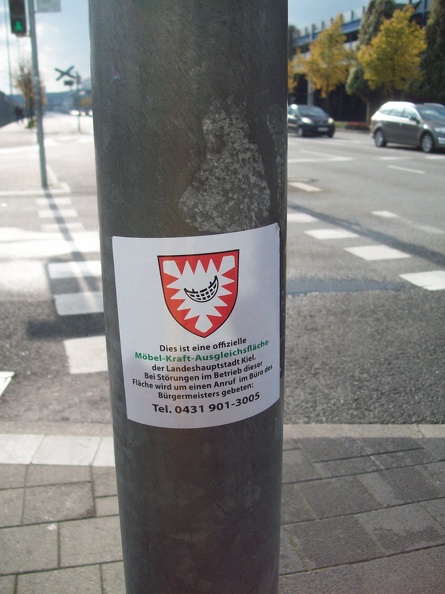 Dies ist eine offizielle
Möbel-Kraft-Ausgleichsfläche
der Landeshauptstadt Kiel.
Bei Störungen im Betrieb dieser
Fläche wird um einen Anruf im Büro des
Bürgermeisters gebeten:
Tel. 0431 901-3005